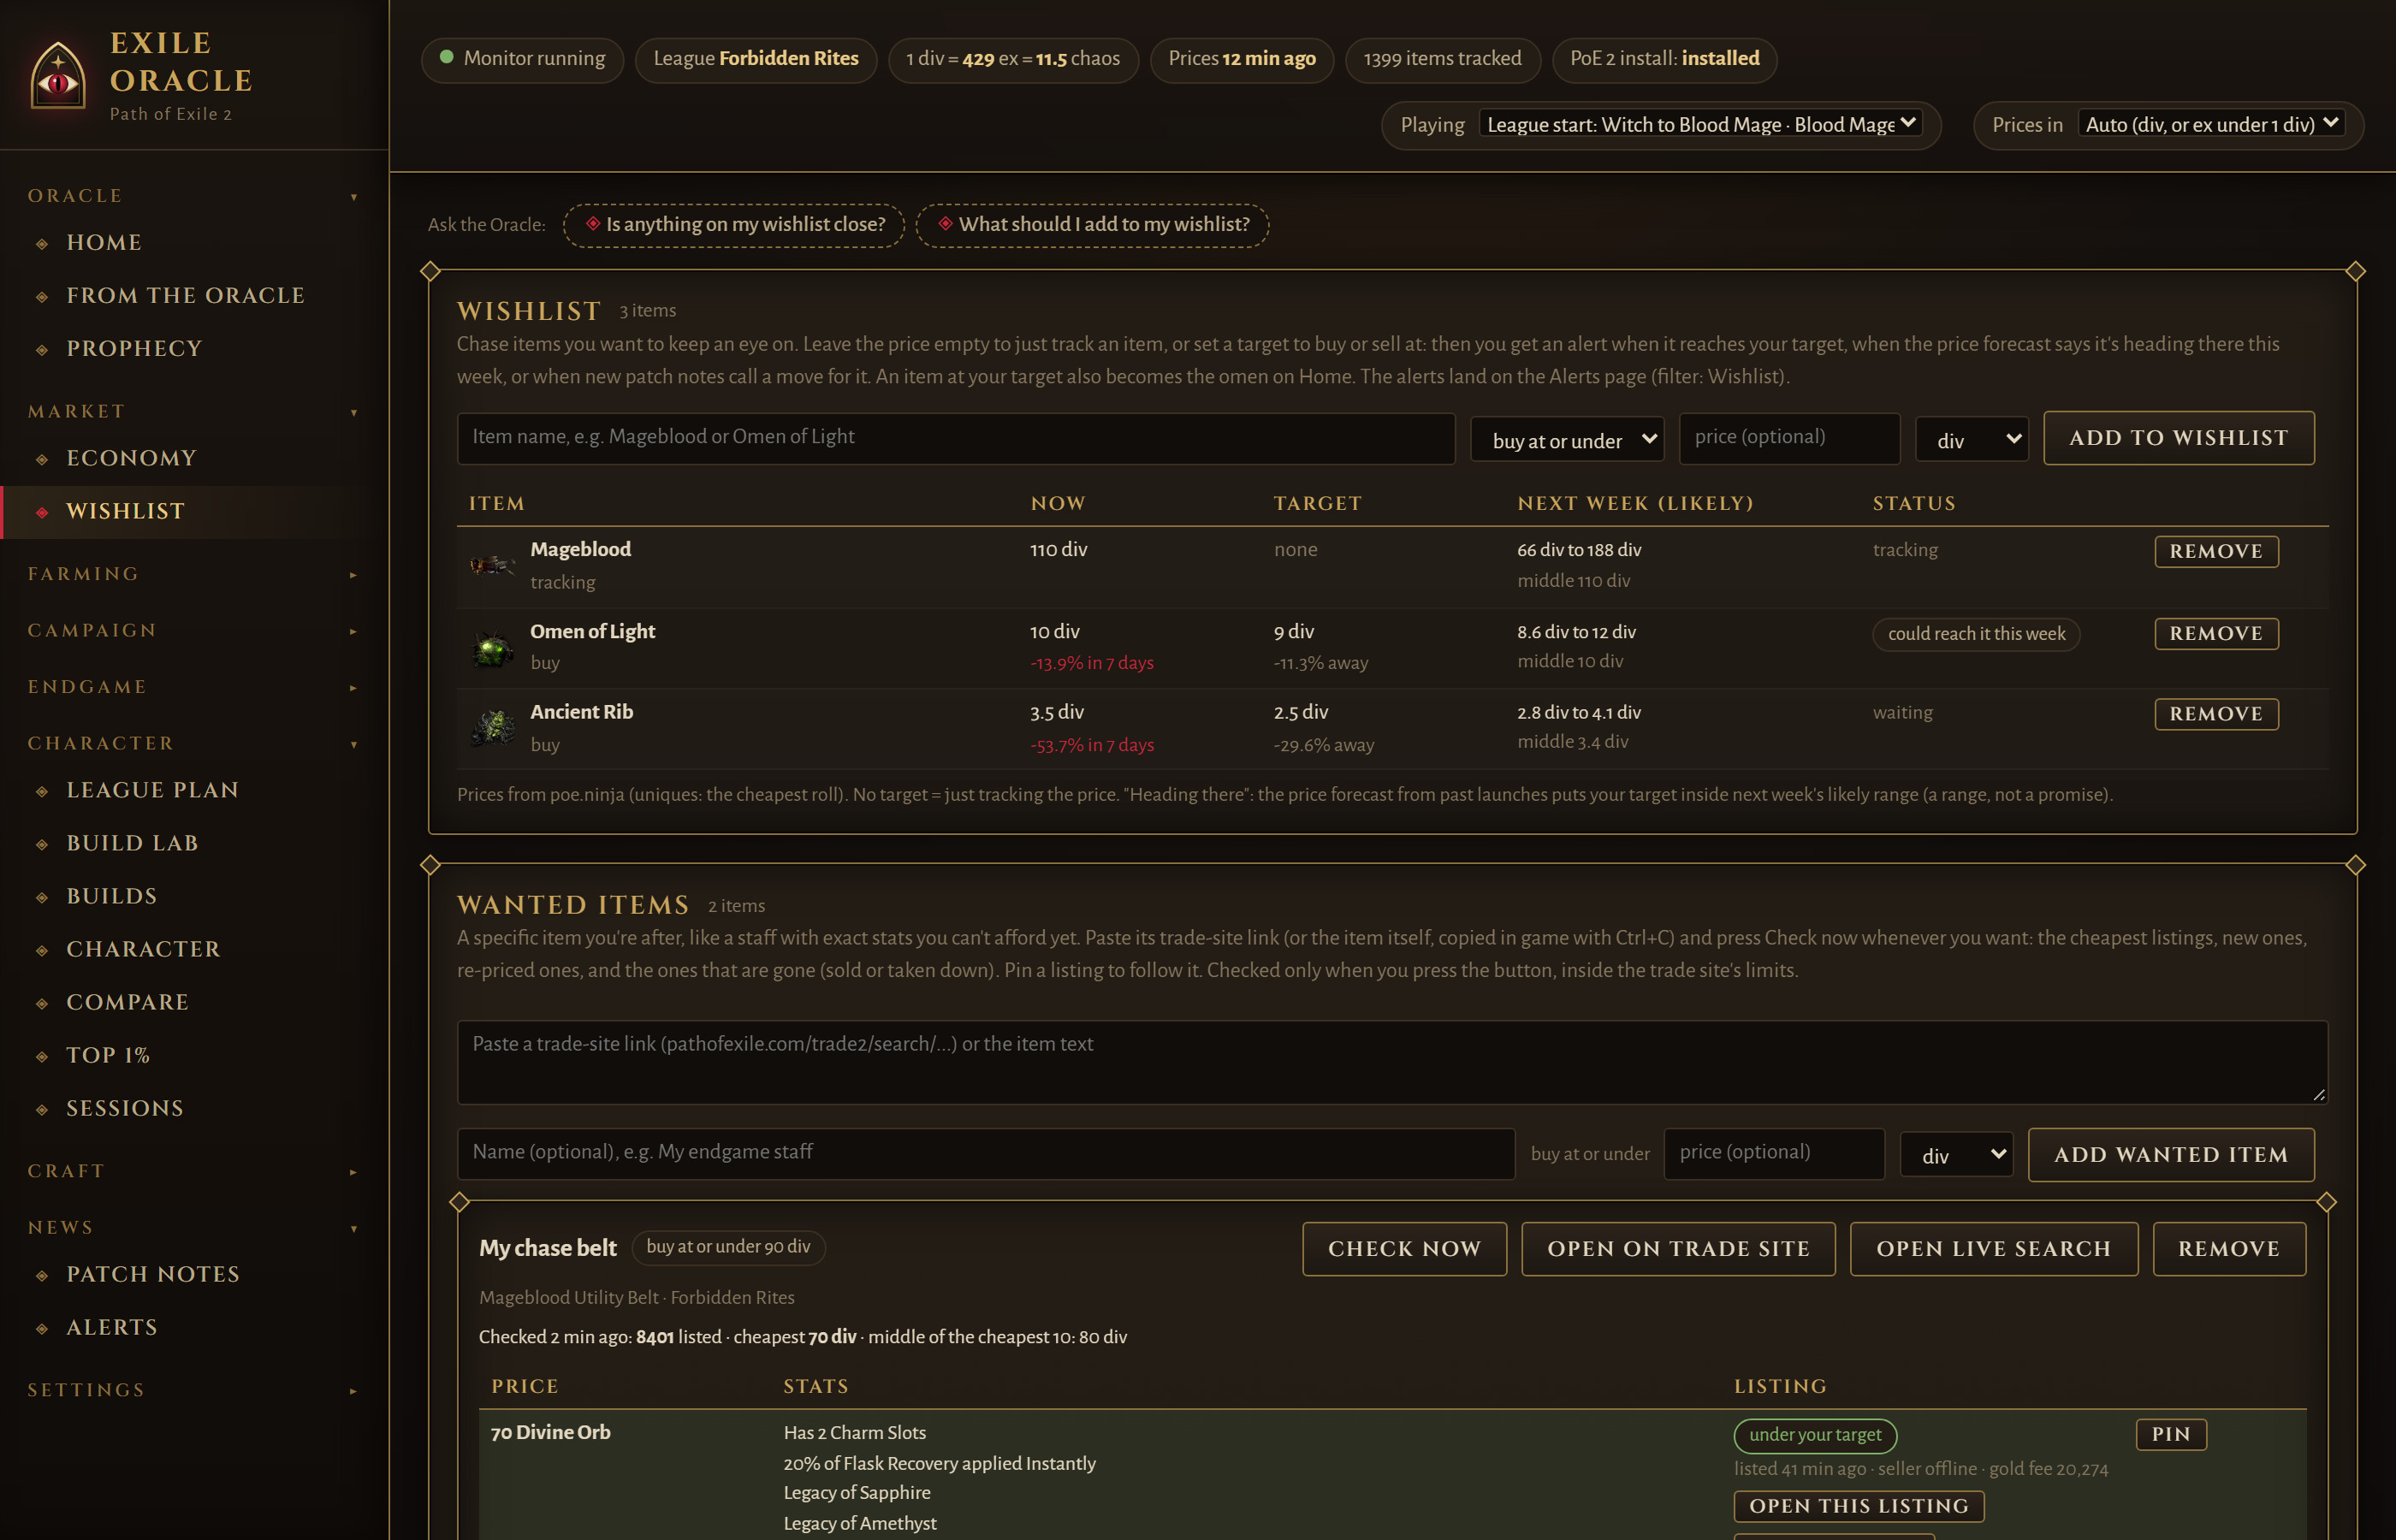 EXILE
ORACLE
Path of Exile 2
ORACLE
HOME
FROM THE ORACLE
PROPHECY
MARKET
ECONOMY
WISHLIST
FARMING
CAMPAIGN
ENDGAME
CHARACTER
LEAGUE PLAN
BUILD LAB
BUILDS
CHARACTER
COMPARE
TOP 1%
SESSIONS
CRAFT
NEWS
PATCH NOTES
ALERTS
SETTINGS
Monitor running
League Forbidden Rites
1 div = 429 ex = 11.5 chaos
Prices 12 min ago
1399 items tracked
PoE 2 install: installed
Playing League start: Witch to Blood Mage · Blood Mage
Prices in Auto (div, or ex under 1 div)
Ask the Oracle: Is anything on my wishlist close? What should I add to my wishlist?
WISHLIST 3 items
Chase items you want to keep an eye on. Leave the price empty to just track an item, or set a target to buy or sell at: then you get an alert when it reaches your target, when the price forecast says it's heading there this
week, or when new patch notes call a move for it. An item at your target also becomes the omen on Home. The alerts land on the Alerts page (filter: Wishlist).
Item name, e.g. Mageblood or Omen of Light buy at or under price (optional) div ADD TO WISHLIST
ITEM NOW TARGET NEXT WEEK (LIKELY) STATUS
Mageblood 110 div none 66 div to 188 div tracking REMOVE
tracking middle 110 div
Omen of Light 10 div 9 div 8.6 div to 12 div could reach it this week REMOVE
buy -13.9% in 7 days -11.3% away middle 10 div
Ancient Rib 3.5 div 2.5 div 2.8 div to 4.1 div waiting REMOVE
buy -53.7% in 7 days -29.6% away middle 3.4 div
Prices from poe.ninja (uniques: the cheapest roll). No target = just tracking the price. "Heading there": the price forecast from past launches puts your target inside next week's likely range (a range, not a promise).
WANTED ITEMS 2 items
A specific item you're after, like a staff with exact stats you can't afford yet. Paste its trade-site link (or the item itself, copied in game with Ctrl+C) and press Check now whenever you want: the cheapest listings, new ones,
re-priced ones, and the ones that are gone (sold or taken down). Pin a listing to follow it. Checked only when you press the button, inside the trade site's limits.
Paste a trade-site link (pathofexile.com/trade2/search/...) or the item text
Name (optional), e.g. My endgame staff buy at or under price (optional) div ADD WANTED ITEM
My chase belt buy at or under 90 div CHECK NOW OPEN ON TRADE SITE OPEN LIVE SEARCH REMOVE
Mageblood Utility Belt · Forbidden Rites
Checked 2 min ago: 8401 listed · cheapest 70 div · middle of the cheapest 10: 80 div
PRICE STATS LISTING
70 Divine Orb Has 2 Charm Slots under your target PIN
20% of Flask Recovery applied Instantly listed 41 min ago · seller offline · gold fee 20,274
Legacy of Sapphire OPEN THIS LISTING
Legacy of Amethyst